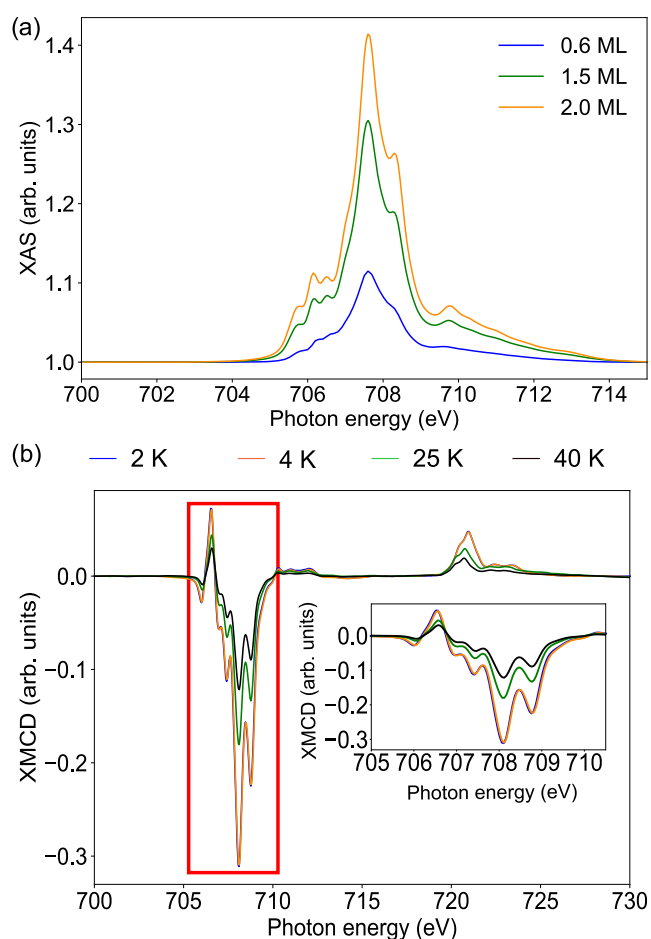 (a)
XAS (arb. units)
1.4
1.3
1.2
1.1
1.0
0.6 ML
1.5 ML
2.0 ML
700 702 704 706 708 710 712 714
Photon energy (eV)
(b)
2 K 4 K 25 K 40 K
XMCD (arb. units)
0.0
−0.1
−0.2
−0.3
XMCD (arb. units)
0.0
−0.1
−0.2
−0.3
705 706 707 708 709 710
Photon energy (eV)
700 705 710 715 720 725 730
Photon energy (eV)